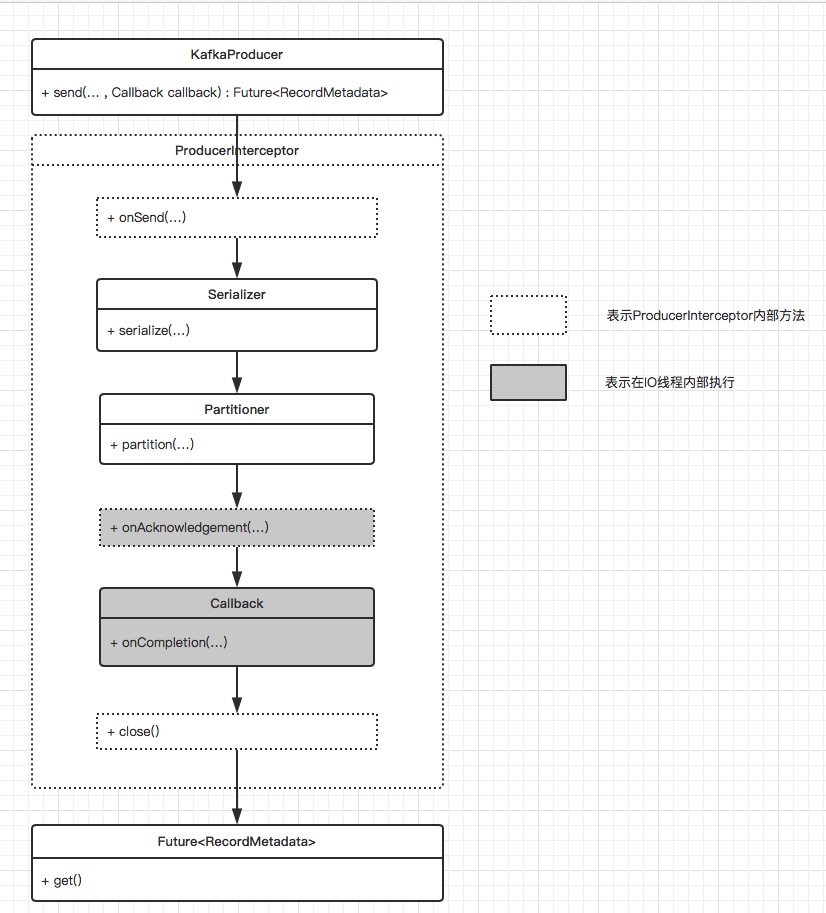 KafkaProducer
+ send(... , Callback callback) : Future<RecordMetadata>
ProducerInterceptor
+ onSend(...)
Serializer
+ serialize(...)
表示ProducerInterceptor内部方法
表示在IO线程内部执行
Partitioner
+ partition(...)
+ onAcknowledgement(...)
Callback
+ onCompletion(...)
+ close()
Future<RecordMetadata>
+ get()